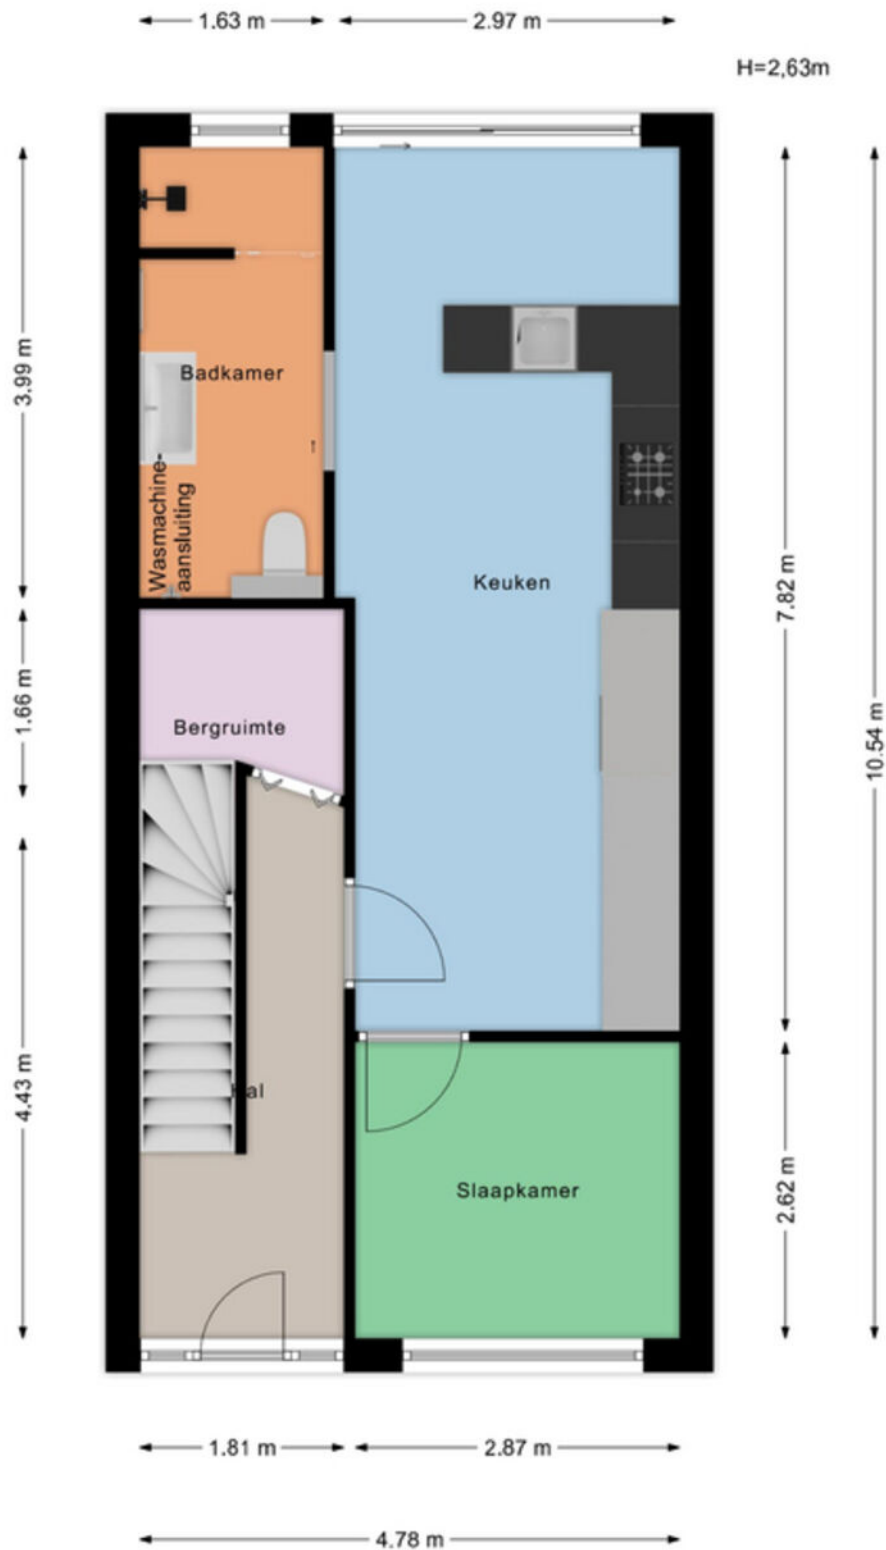 1.63 m
2.97 m
H=2,63m
3.99 m
Badkamer
Wasmachine-
aansluiting
Keuken
7.82 m
10.54 m
1.66 m
Bergruimte
4.43 m
Hal
Slaapkamer
2.62 m
1.81 m
2.87 m
4.78 m